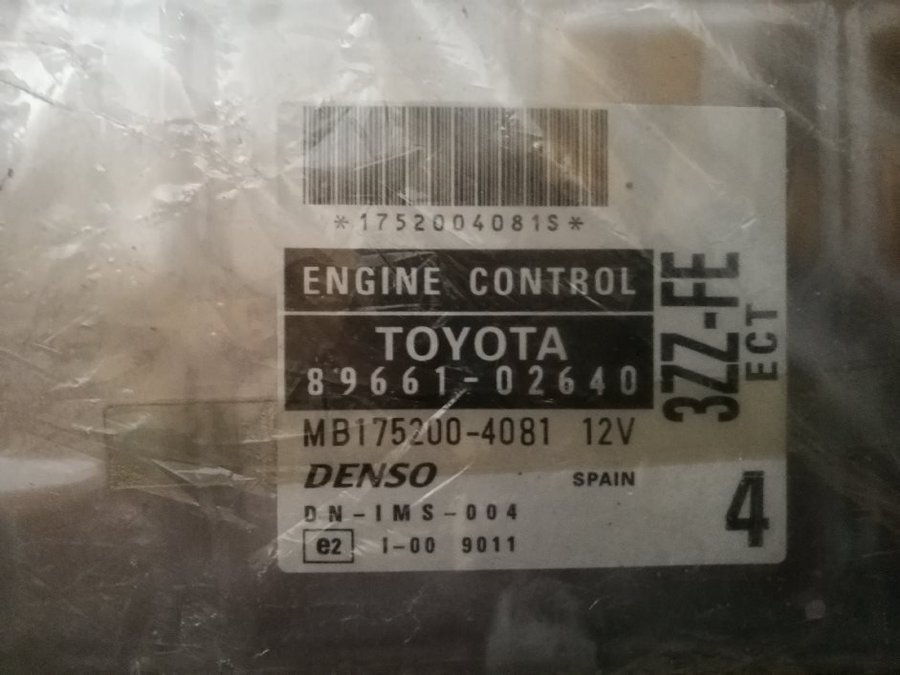 *1752004081S*
ENGINE CONTROL
TOYOTA
89661-02640
3ZZ-FE
ECT
MB175200-4081 12V
DENSO SPAIN
DN-IMS-004
e2 I-00 9011
4